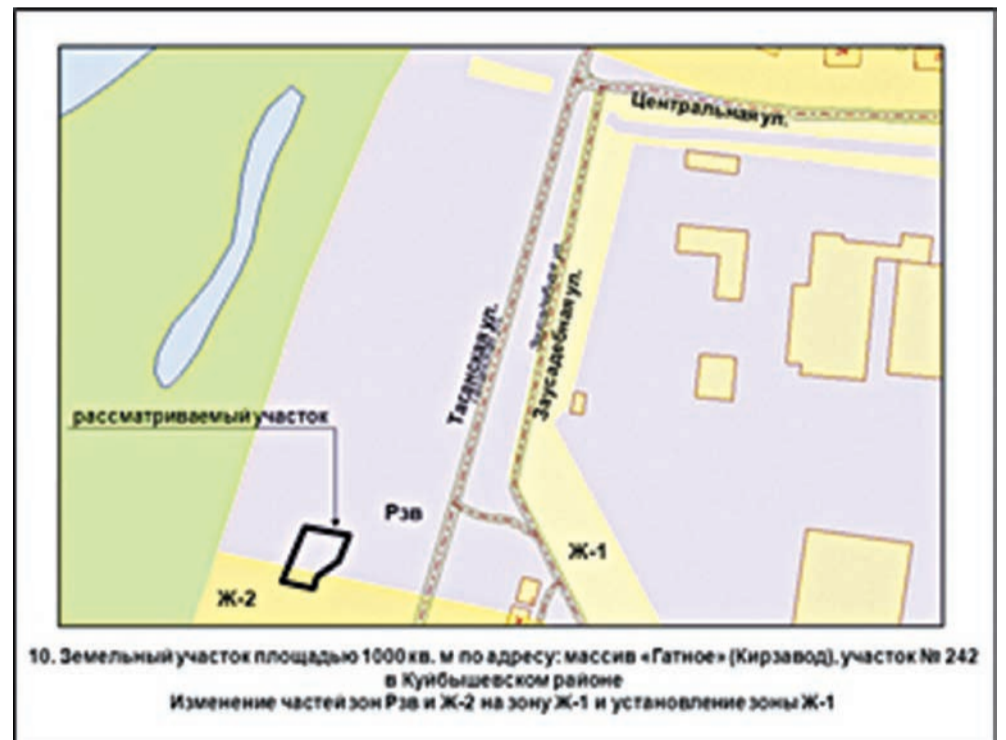 Центральная ул.
Таганская ул.
Заусадебная ул.
Заусадебная ул.
рассматриваемый участок
Рзв
Ж-1
Ж-2
10. Земельный участок площадью 1000 кв. м по адресу: массив «Гатное» (Кирзавод), участок № 242
в Куйбышевском районе
Изменение частей зон Рзв и Ж-2 на зону Ж-1 и установление зоны Ж-1